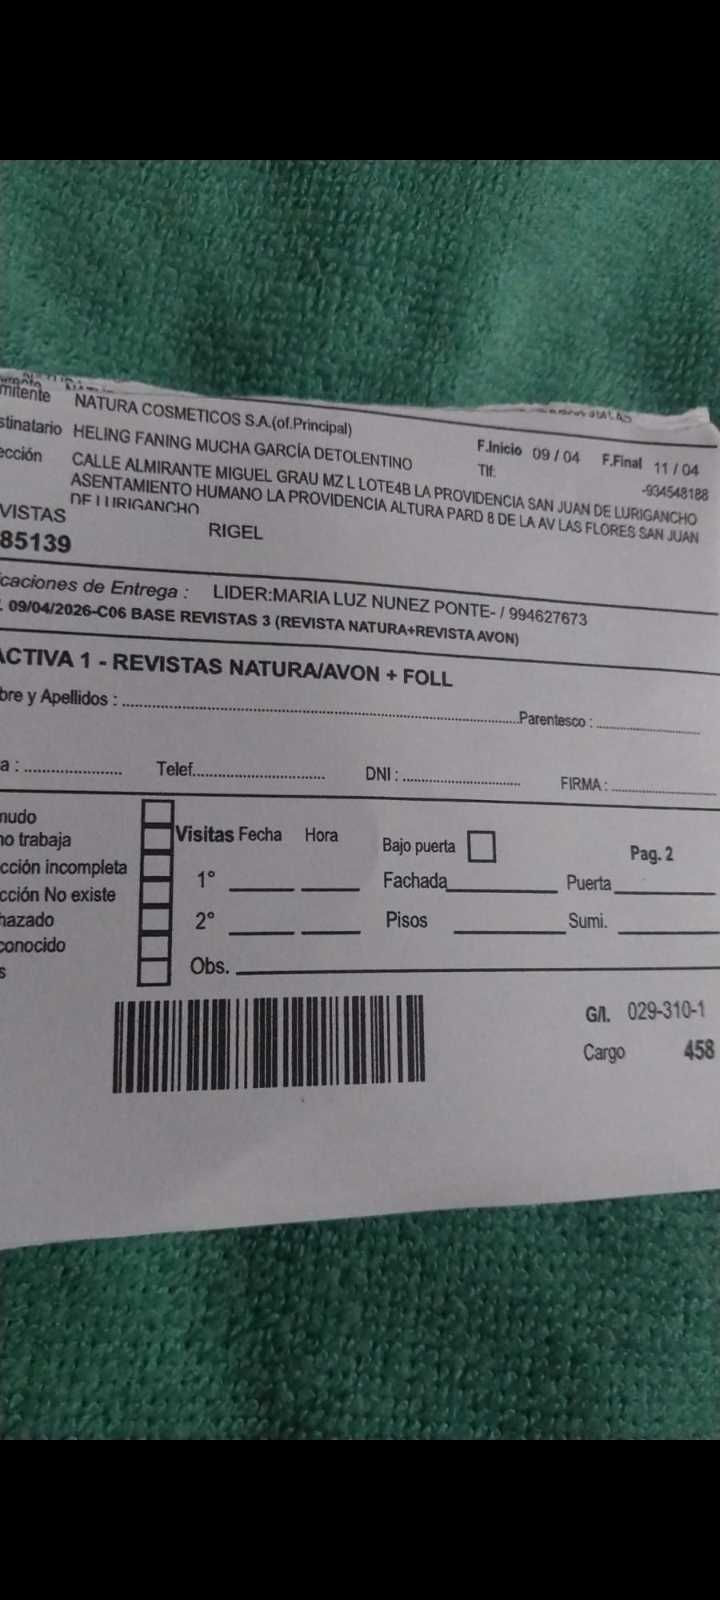 mitente NATURA COSMETICOS S.A.(of.Principal)
stinatario HELING FANING MUCHA GARCÍA DETOLENTINO F.Inicio 09 / 04 F.Final 11 / 04
ección CALLE ALMIRANTE MIGUEL GRAU MZ L LOTE4B LA PROVIDENCIA SAN JUAN DE LURIGANCHO Tlf: -934548188
ASENTAMIENTO HUMANO LA PROVIDENCIA ALTURA PARD 8 DE LA AV LAS FLORES SAN JUAN
DE LURIGANCHO
VISTAS RIGEL
85139
icaciones de Entrega : LIDER:MARIA LUZ NUNEZ PONTE- / 994627673
. 09/04/2026-C06 BASE REVISTAS 3 (REVISTA NATURA+REVISTA AVON)
ACTIVA 1 - REVISTAS NATURA/AVON + FOLL
bre y Apellidos : Parentesco :
a : Telef. DNI : FIRMA :
mudo
no trabaja Visitas Fecha Hora Bajo puerta Pag. 2
cción incompleta
cción No existe 1° Fachada Puerta
hazado 2° Pisos Sumi.
conocido
s Obs.
G/I. 029-310-1
Cargo 458